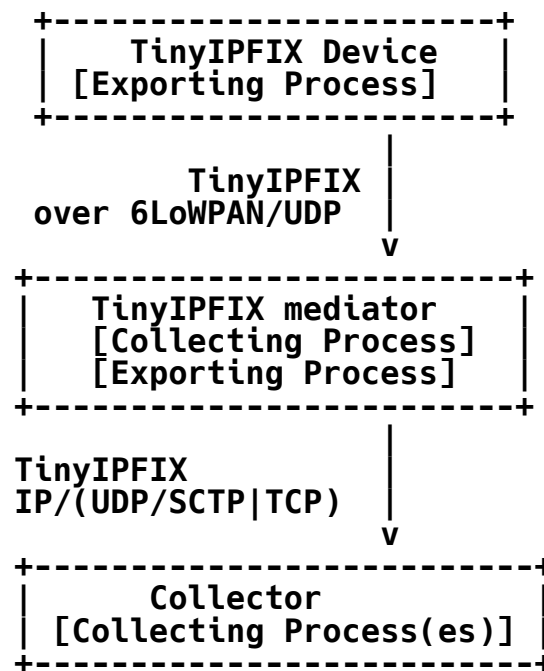 +-----------------------+
|     TinyIPFIX Device   |
| [Exporting Process]   |
+-----------------------+
|
TinyIPFIX |
over 6LoWPAN/UDP |
v
+-------------------------+
|   TinyIPFIX mediator    |
|   [Collecting Process]  |
|   [Exporting Process]   |
+-------------------------+
|
TinyIPFIX |
IP/(UDP/SCTP|TCP) |
v
+--------------------------+
|      Collector           |
| [Collecting Process(es)] |
+--------------------------+